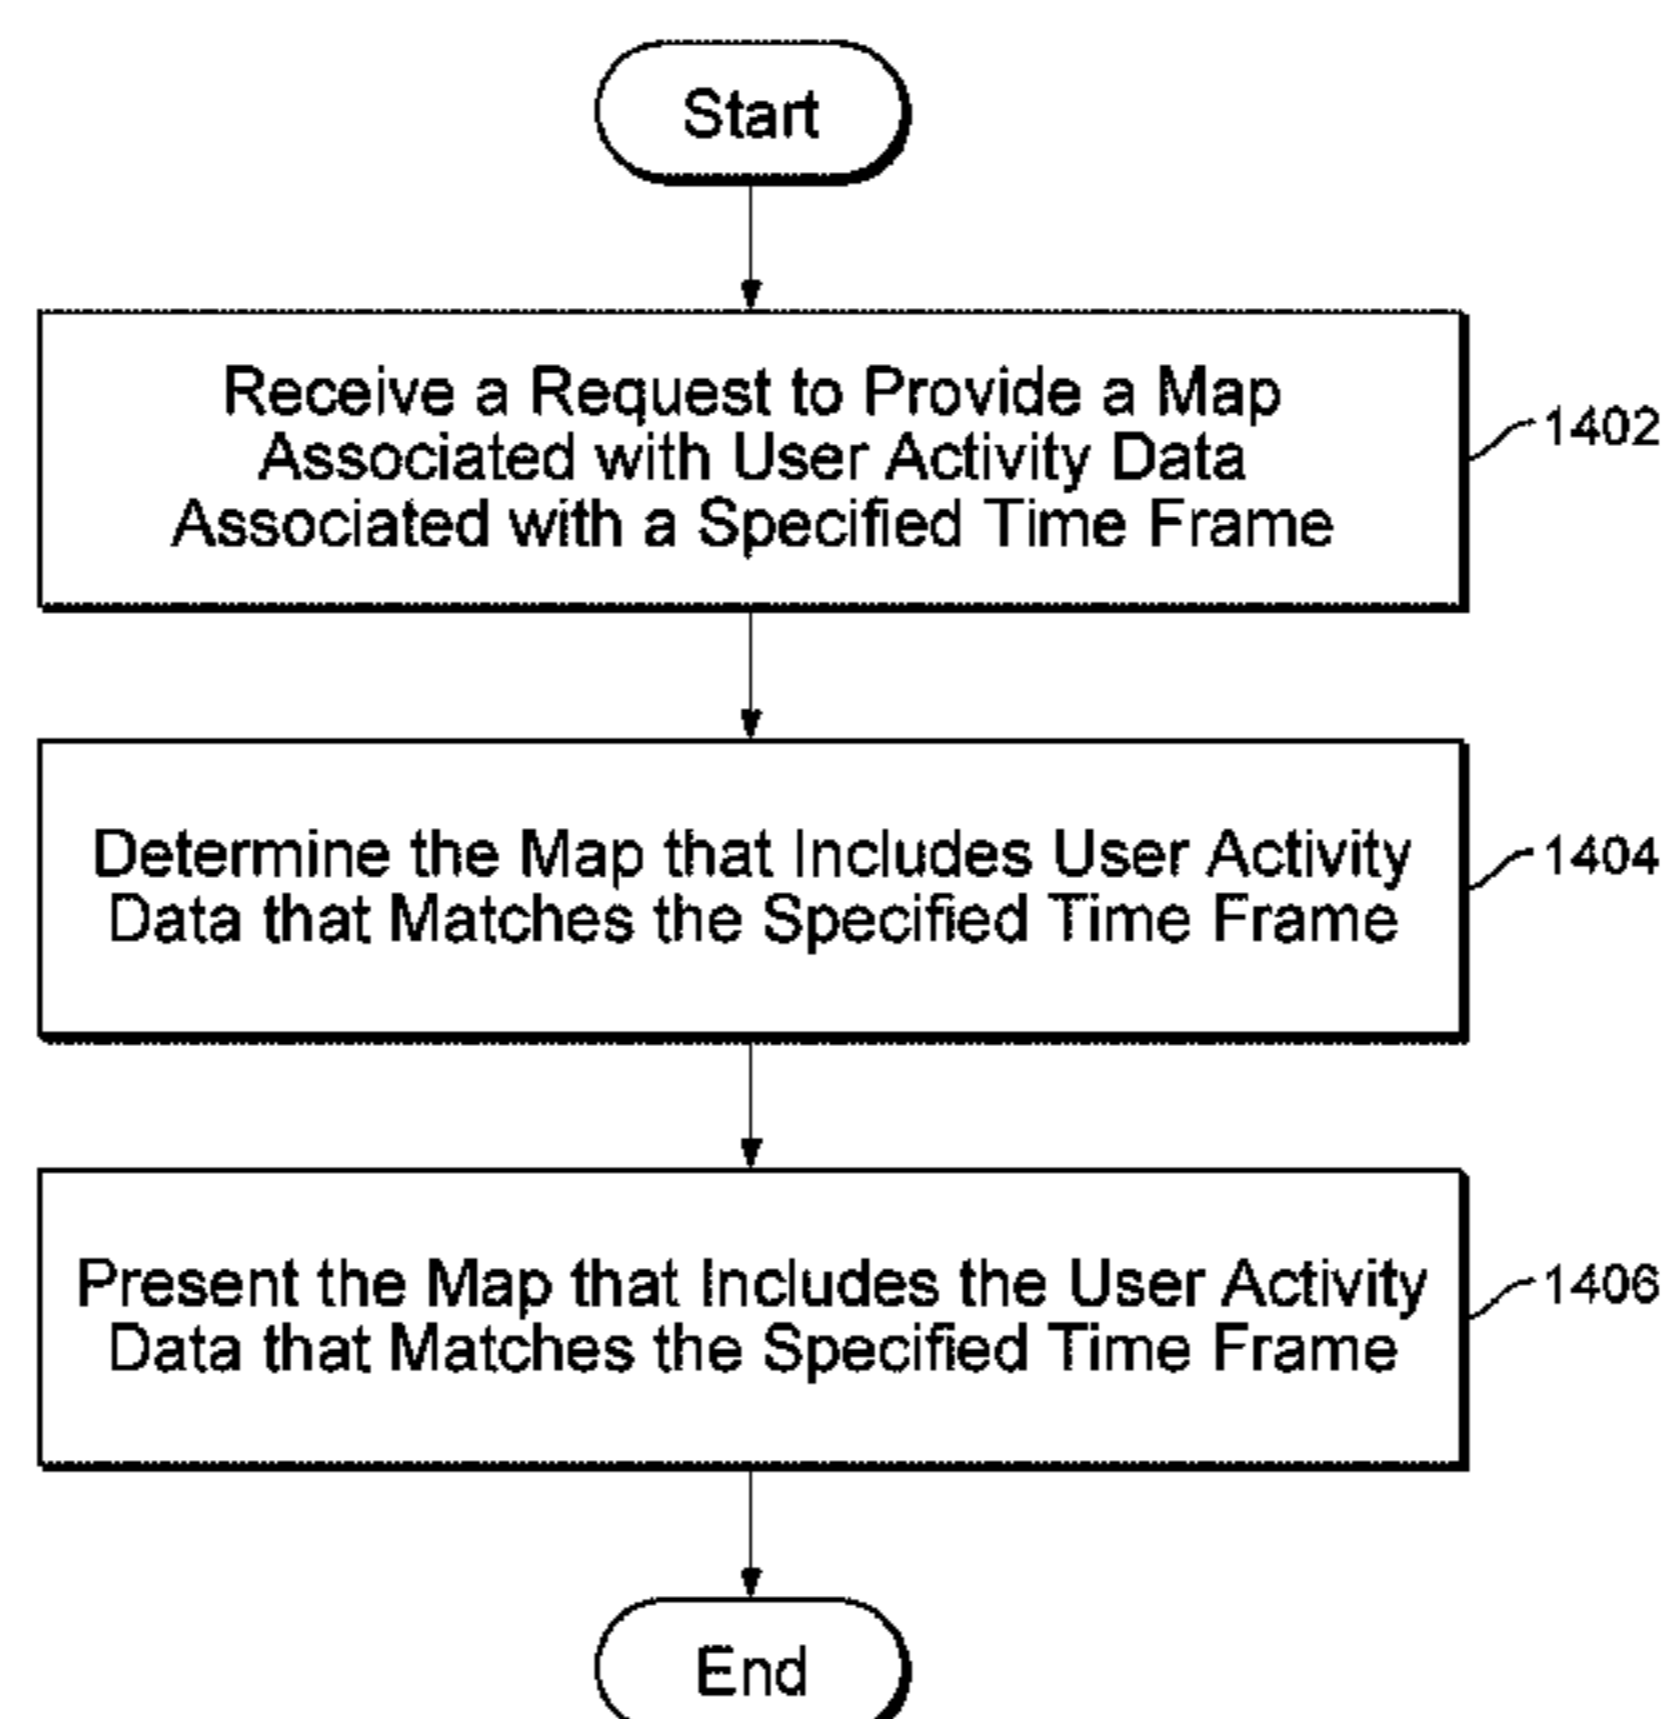 Start
Receive a Request to Provide a Map
Associated with User Activity Data
Associated with a Specified Time Frame
1402
Determine the Map that Includes User Activity
Data that Matches the Specified Time Frame
1404
Present the Map that Includes the User Activity
Data that Matches the Specified Time Frame
1406
End